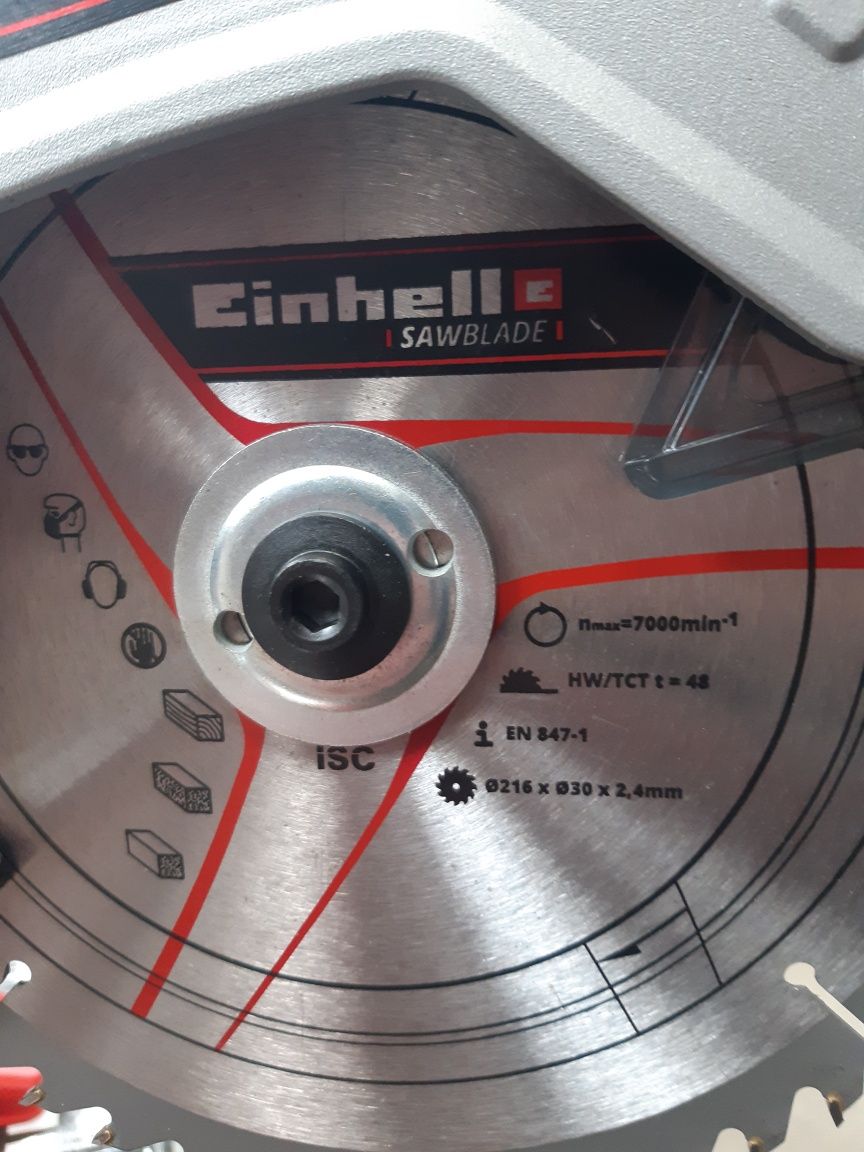 Einhell
SAWBLADE
nmax=7000min-1
HW/TCT t = 48
EN 847-1
Ø216 x Ø30 x 2,4mm
iSC